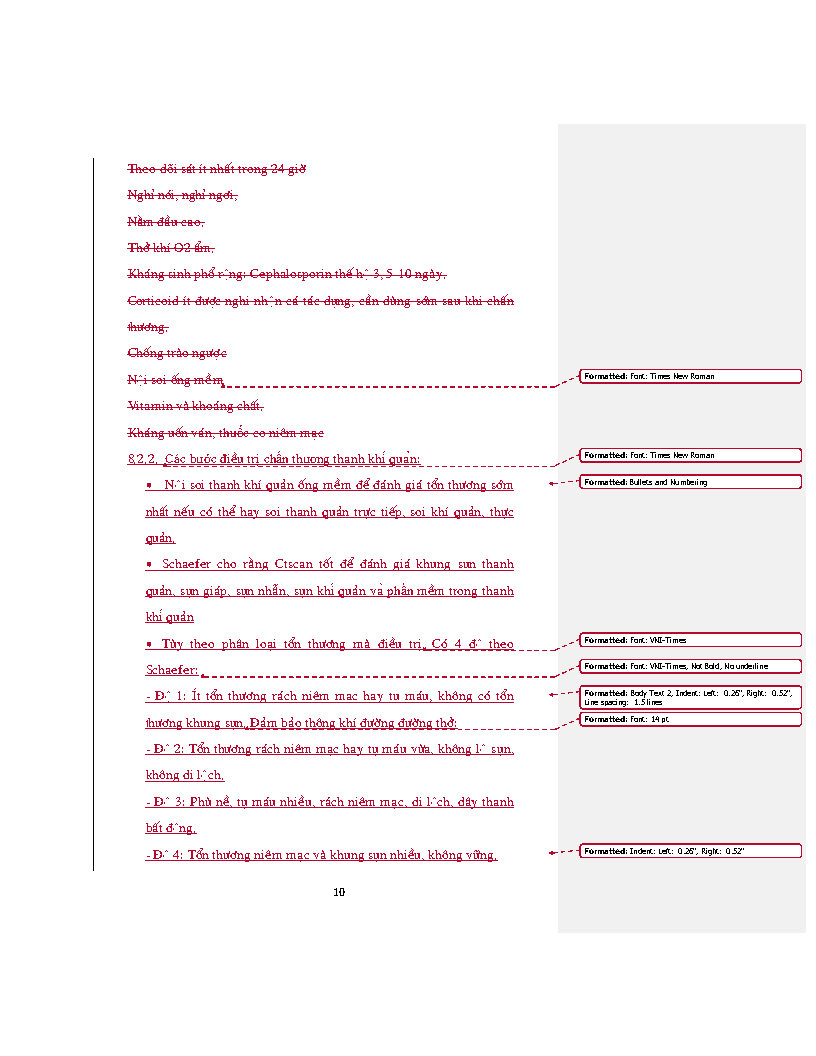 Theo dõi sát ít nhất trong 24 giờ
Nghỉ nói, nghỉ ngơi,
Nằm đầu cao,
Thở khí O2 ẩm,
Formatted: Font: Times New Roman
Kháng sinh phổ rộng: Cephalosporin thế hệ 3, 5-10 ngày,
Corticoid ít được nghi nhận cá tác dụng, cần dùng sớm sau khi chấn
thương,
Chống trào ngược
Nội soi ống mềm
Vitamin và khoáng chất,
Kháng uốn ván, thuốc co niêm mạc
8.2.2. Các bước điều trị chấn thương thanh khí quản:
Formatted: Font: Times New Roman
• Nội soi thanh khí quản ống mềm để đánh giá tổn thương sớm
Formatted: Bullets and Numbering
nhất nếu có thể hay soi thanh quản trực tiếp, soi khí quản, thực
quản,
• Schaefer cho rằng Ctscan tốt để đánh giá khung sụn thanh
quản, sụn giáp, sụn nhẫn, sụn khí quản và phần mềm trong thanh
khí quản
• Tùy theo phân loại tổn thương mà điều trị. Có 4 độ theo
Formatted: Font: VNI-Times
Schaefer:
Formatted: Font: VNI-Times, Not Bold, No underline
- Độ 1: Ít tổn thương rách niêm mạc hay tụ máu, không có tổn
Formatted: Body Text 2, Indent: Left: 0.26", Right: 0.52",
Line spacing: 1.5 lines
thương khung sụn. Đảm bảo thông khí đường đường thở;
Formatted: Font: 14 pt
- Độ 2: Tổn thương rách niêm mạc hay tụ máu vừa, không lộ sụn,
không di lệch,
- Độ 3: Phù nề, tụ máu nhiều, rách niêm mạc, di lệch, dây thanh
bất động,
- Độ 4: Tổn thương niêm mạc và khung sụn nhiều, không vững,
Formatted: Indent: Left: 0.26", Right: 0.52"
10